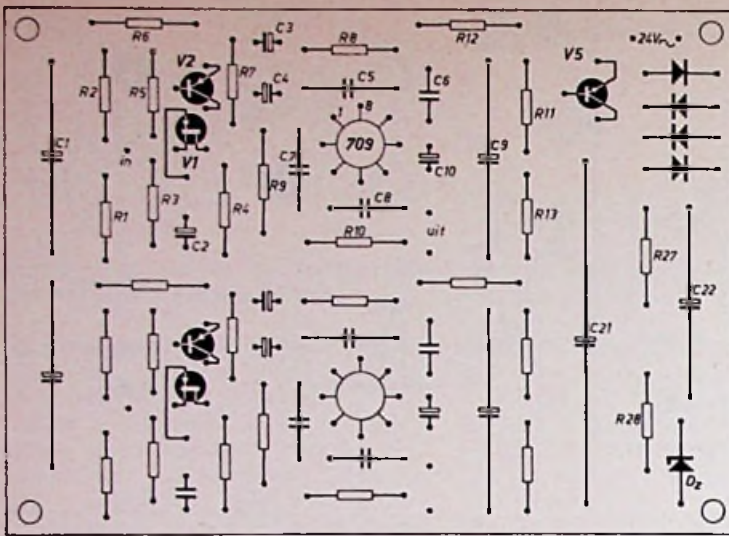 R6
C3
R8
R12
24V~
V2
V5
R2
R5
R7
C4
C5
C6
R11
1
8
C1
in
V1
709
C7
C9
C10
R9
R1
R3
R4
C8
R13
C2
R10
uit
R27
C22
C21
R28
Dz